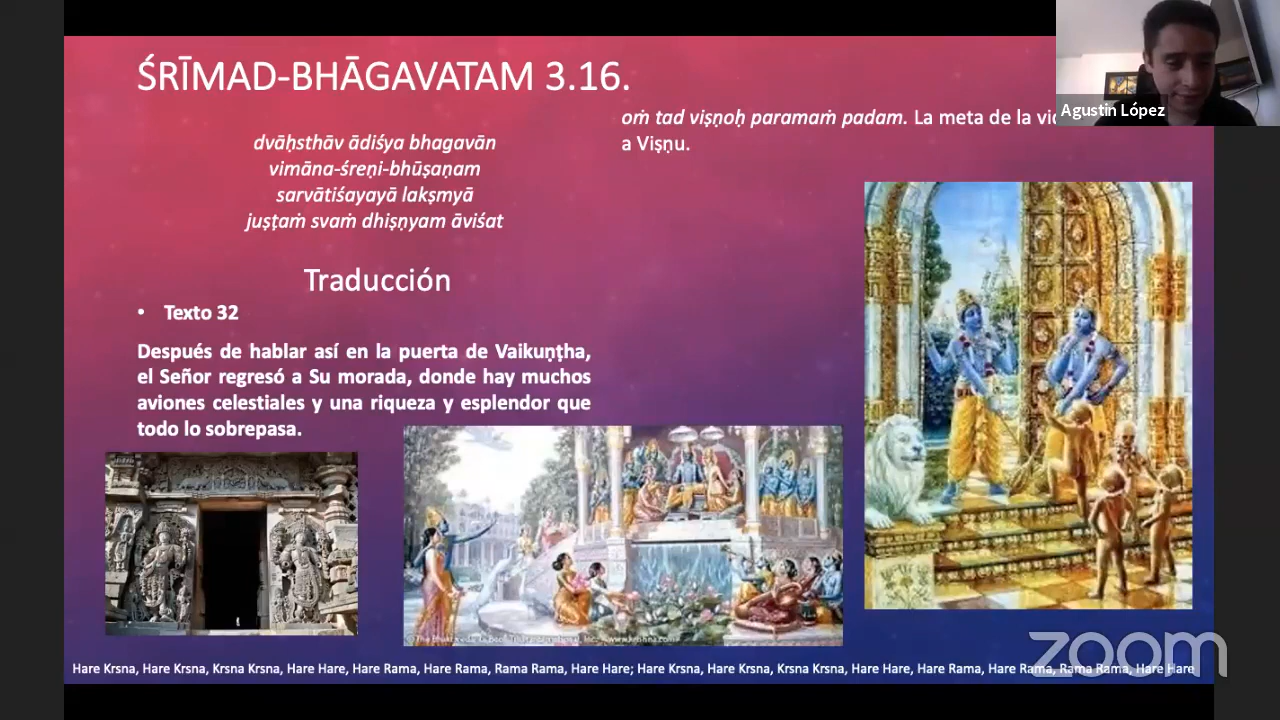 ŚRĪMAD-BHĀGAVATAM 3.16.
dvāḥsthāv ādiśya bhagavān
vimāna-śreṇi-bhūṣaṇam
sarvātiśayayā lakṣmyā
juṣṭaṁ svaṁ dhiṣṇyam āviśat
Traducción
• Texto 32
Después de hablar así en la puerta de Vaikuṇṭha,
el Señor regresó a Su morada, donde hay muchos
aviones celestiales y una riqueza y esplendor que
todo lo sobrepasa.
oṁ tad viṣṇoḥ paramaṁ padam. La meta de la
a Viṣṇu.
Agustin López
Hare Krsna, Hare Krsna, Krsna Krsna, Hare Hare, Hare Rama, Hare Rama, Rama Rama, Hare Hare; Hare Krsna, Hare Krsna, Krsna Krsna, Hare Hare, Hare Rama, Hare Rama, Rama Rama, Hare Hare
zoom